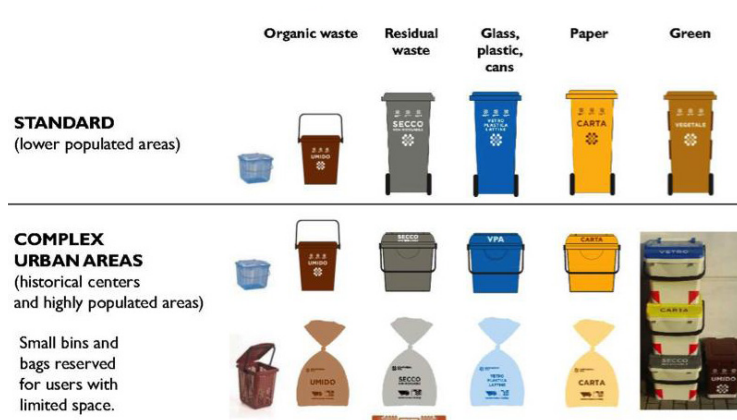 Organic waste
Residual
waste
Glass,
plastic,
cans
Paper
Green
STANDARD
(lower populated areas)
UMIDO
SECCO
VETRO
PLASTICA
LATTINE
CARTA
VEGETALE
COMPLEX
URBAN AREAS
(historical centers
and highly populated areas)
UMIDO
SECCO
VPA
CARTA
VETRO
CARTA
SECCO
UMIDO
Small bins and
bags reserved
for users with
limited space.
UMIDO
SECCO
VETRO
PLASTICA
LATTINE
CARTA